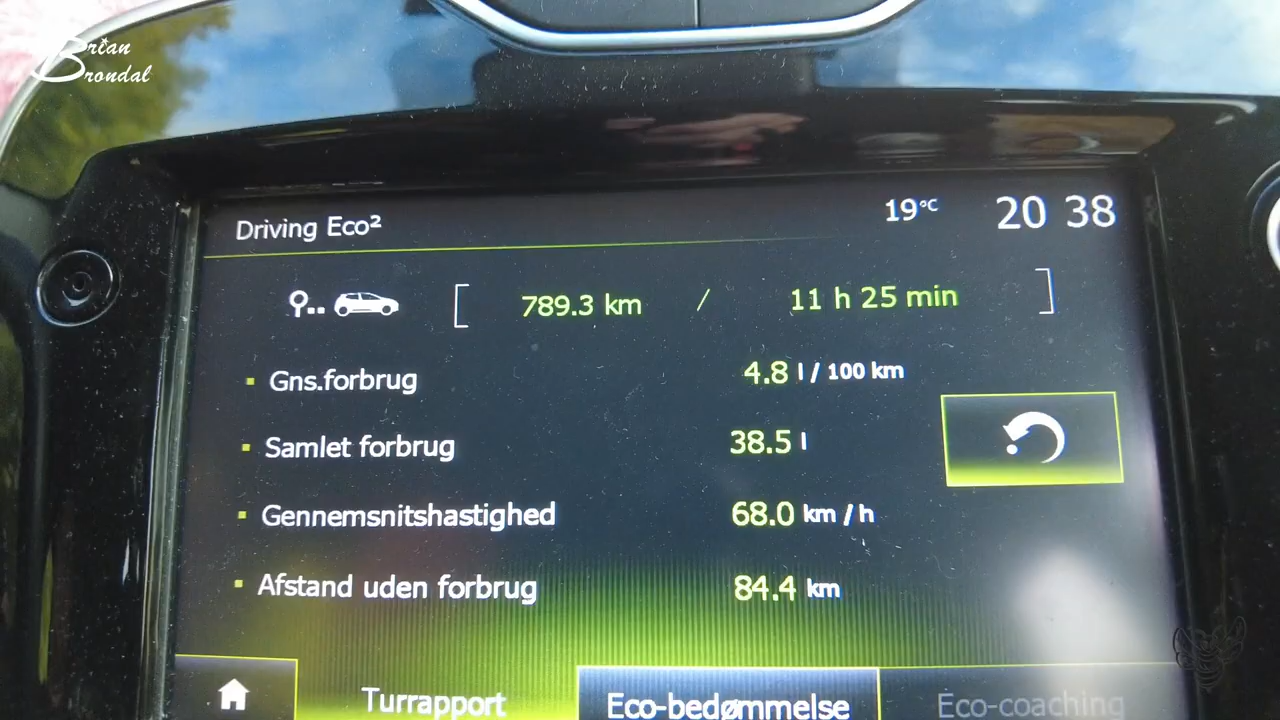 Brian
Brondal
Driving Eco² 19°C 20 38
[ 789.3 km / 11 h 25 min ]
Gns.forbrug 4.8 l / 100 km
Samlet forbrug 38.5 l
Gennemsnitshastighed 68.0 km / h
Afstand uden forbrug 84.4 km
Turrapport Eco-bedømmelse Eco-coaching